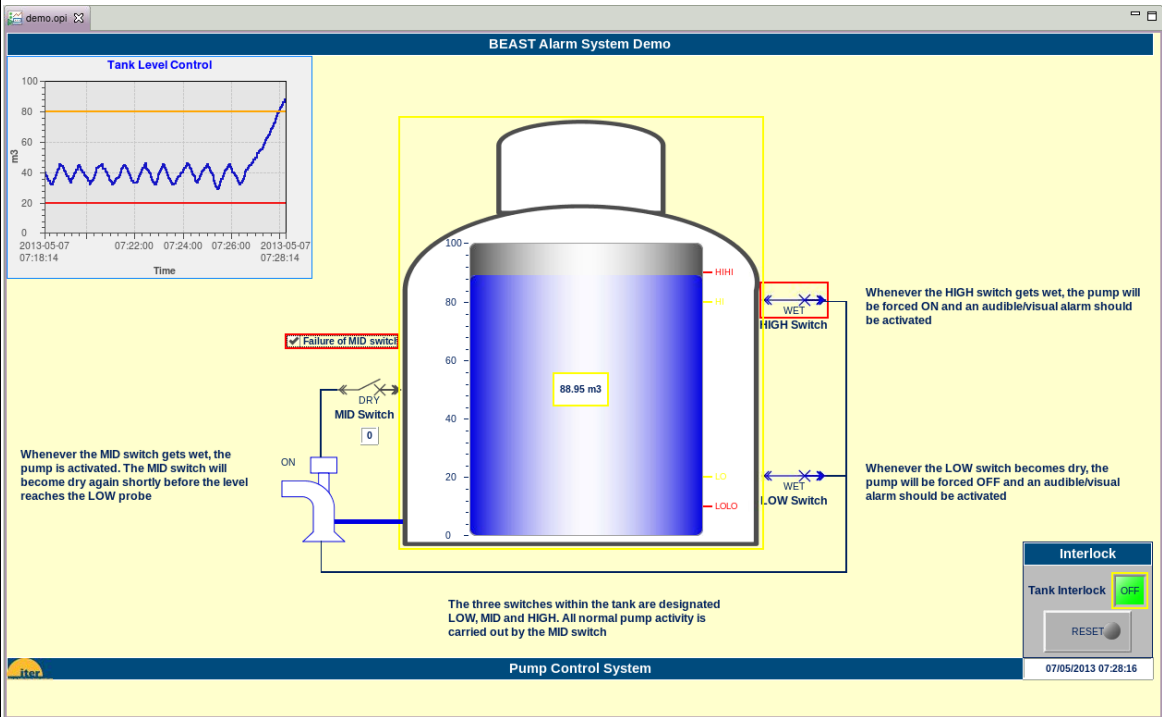 demo.opi
BEAST Alarm System Demo
Tank Level Control
100
80
60
40
20
0
m3
2013-05-07
07:18:14
07:22:00
07:24:00
07:26:00
2013-05-07
07:28:14
Time
100
80
60
40
20
0
HIHI
HI
LO
LOLO
88.95 m3
Failure of MID switch
DRY
MID Switch
0
ON
WET
HIGH Switch
WET
LOW Switch
Whenever the HIGH switch gets wet, the pump will
be forced ON and an audible/visual alarm should
be activated
Whenever the MID switch gets wet, the
pump is activated. The MID switch will
become dry again shortly before the level
reaches the LOW probe
Whenever the LOW switch becomes dry, the
pump will be forced OFF and an audible/visual
alarm should be activated
The three switches within the tank are designated
LOW, MID and HIGH. All normal pump activity is
carried out by the MID switch
Interlock
Tank Interlock
OFF
RESET
iter
Pump Control System
07/05/2013 07:28:16